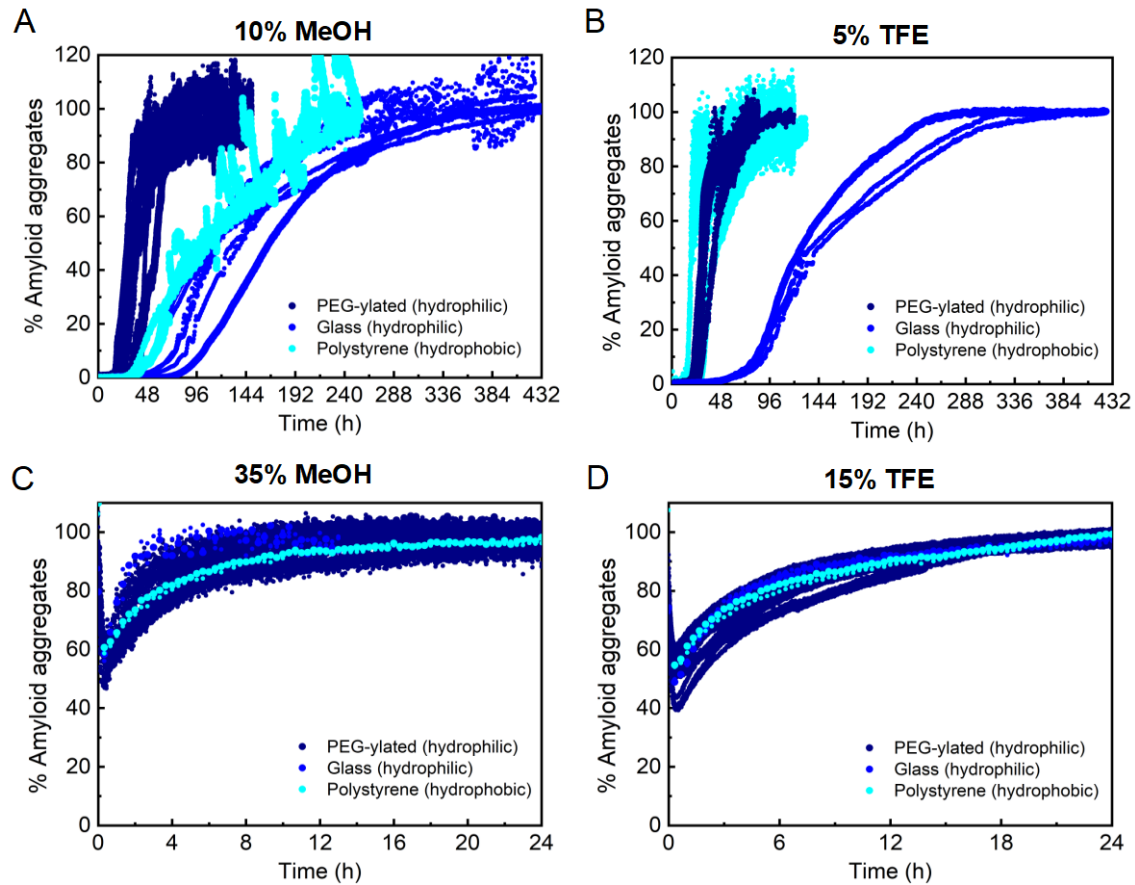 A
10% MeOH
% Amyloid aggregates
120
100
80
60
40
20
0
PEG-ylated (hydrophilic)
Glass (hydrophilic)
Polystyrene (hydrophobic)
0 48 96 144 192 240 288 336 384 432
Time (h)
B
5% TFE
% Amyloid aggregates
120
100
80
60
40
20
0
PEG-ylated (hydrophilic)
Glass (hydrophilic)
Polystyrene (hydrophobic)
0 48 96 144 192 240 288 336 384 432
Time (h)
C
35% MeOH
% Amyloid aggregates
100
80
60
40
20
0
PEG-ylated (hydrophilic)
Glass (hydrophilic)
Polystyrene (hydrophobic)
0 4 8 12 16 20 24
Time (h)
D
15% TFE
% Amyloid aggregates
100
80
60
40
20
0
PEG-ylated (hydrophilic)
Glass (hydrophilic)
Polystyrene (hydrophobic)
0 6 12 18 24
Time (h)